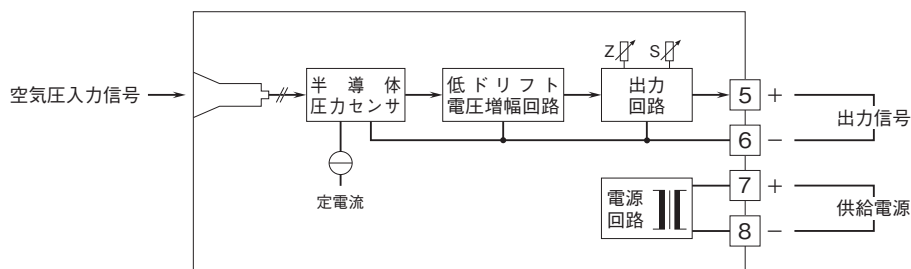 空気圧入力信号
半導体
圧力センサ
定電流
低ドリフト
電圧増幅回路
Z
S
出力
回路
5
+
6
−
出力信号
電源
回路
7
+
8
−
供給電源